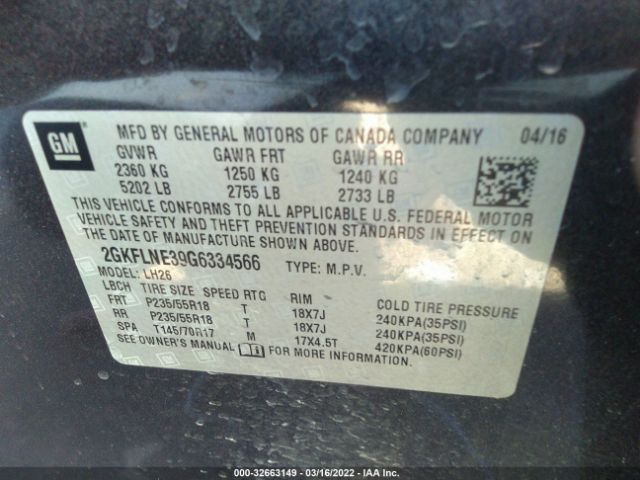 GM
MFD BY GENERAL MOTORS OF CANADA COMPANY 04/16
GVWR GAWR FRT GAWR RR
2360 KG 1250 KG 1240 KG
5202 LB 2755 LB 2733 LB
THIS VEHICLE CONFORMS TO ALL APPLICABLE U.S. FEDERAL MOTOR
VEHICLE SAFETY AND THEFT PREVENTION STANDARDS IN EFFECT ON
THE DATE OF MANUFACTURE SHOWN ABOVE.
2GKFLNE39G6334566 TYPE: M.P.V.
MODEL: LH26
LBCH TIRE SIZE SPEED RTG RIM COLD TIRE PRESSURE
FRT P235/55R18 T 18X7J 240KPA(35PSI)
RR P235/55R18 T 18X7J 240KPA(35PSI)
SPA T145/70R17 M 17X4.5T 420KPA(60PSI)
SEE OWNER'S MANUAL FOR MORE INFORMATION.
000-32663149 - 03/16/2022 - IAA Inc.